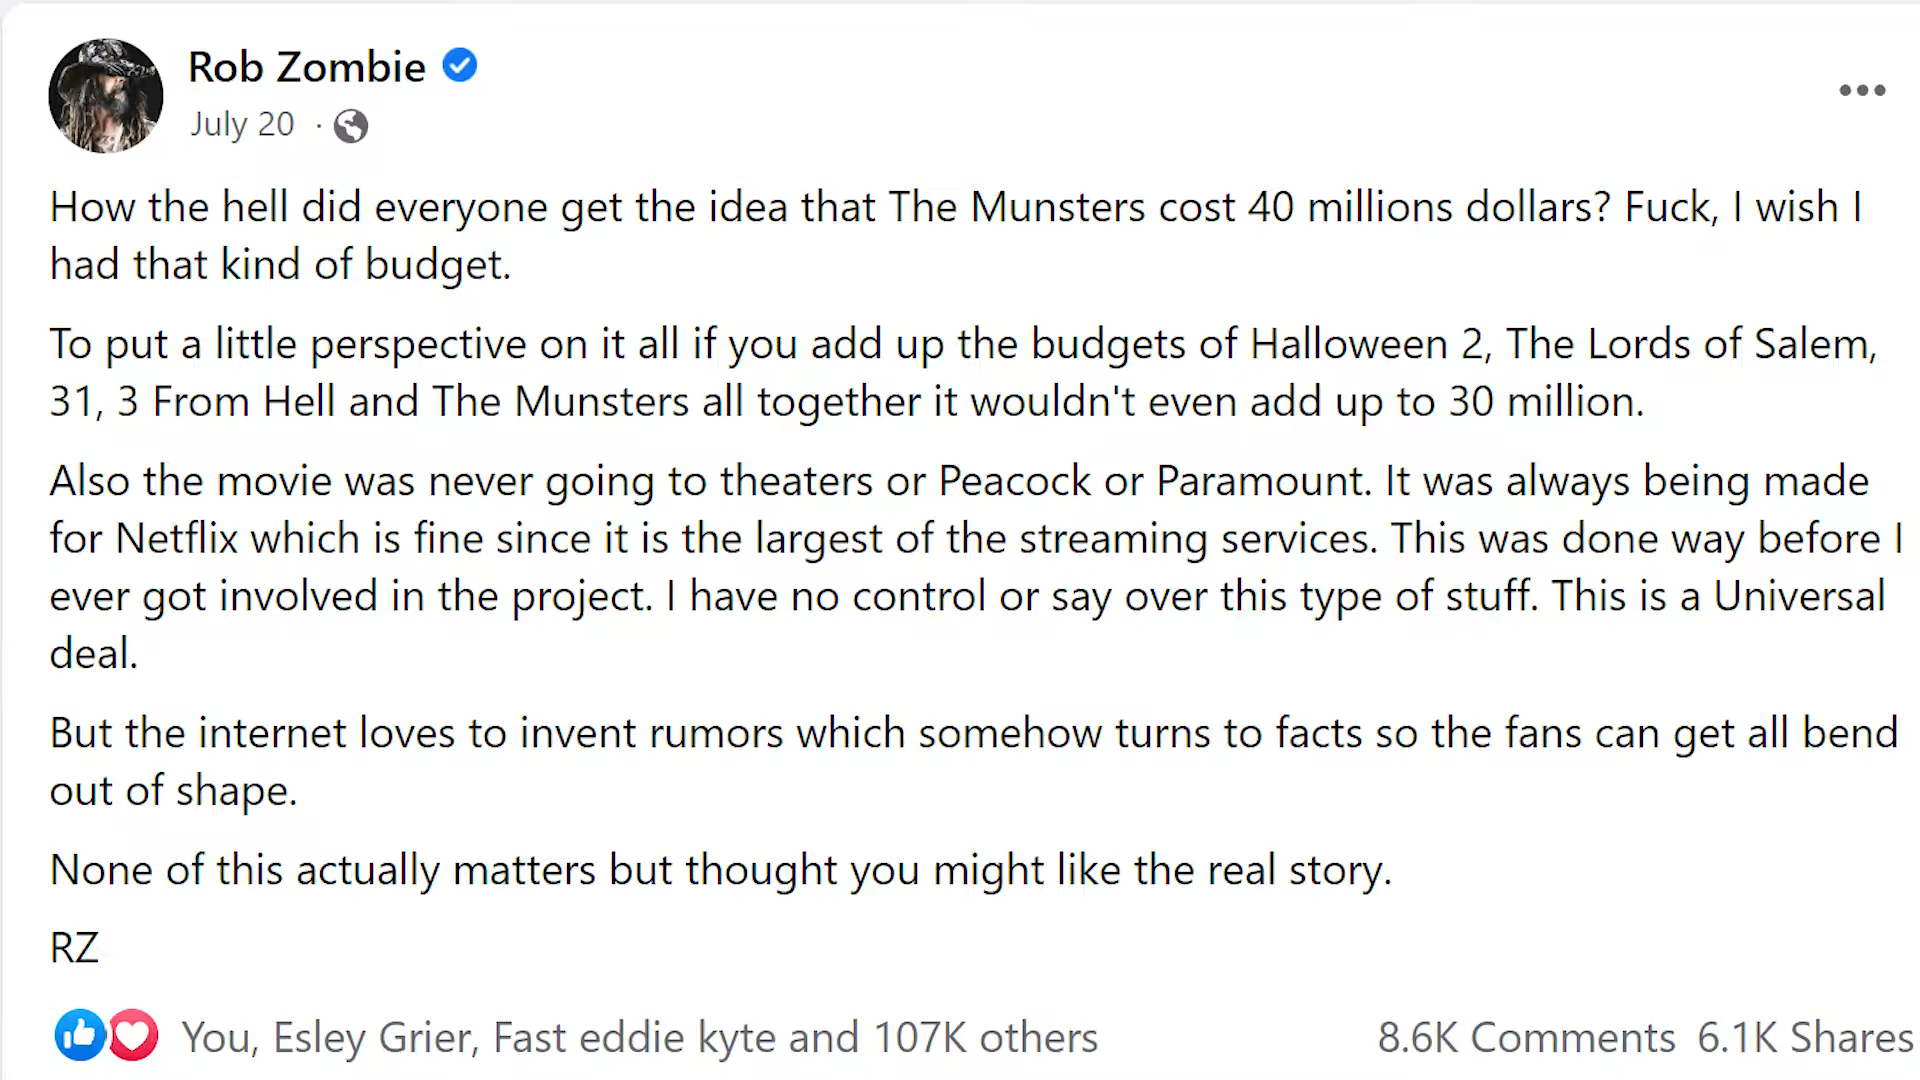 Rob Zombie
July 20 ·
How the hell did everyone get the idea that The Munsters cost 40 millions dollars? Fuck, I wish I
had that kind of budget.
To put a little perspective on it all if you add up the budgets of Halloween 2, The Lords of Salem,
31, 3 From Hell and The Munsters all together it wouldn't even add up to 30 million.
Also the movie was never going to theaters or Peacock or Paramount. It was always being made
for Netflix which is fine since it is the largest of the streaming services. This was done way before I
ever got involved in the project. I have no control or say over this type of stuff. This is a Universal
deal.
But the internet loves to invent rumors which somehow turns to facts so the fans can get all bend
out of shape.
None of this actually matters but thought you might like the real story.
RZ
You, Esley Grier, Fast eddie kyte and 107K others 8.6K Comments 6.1K Shares